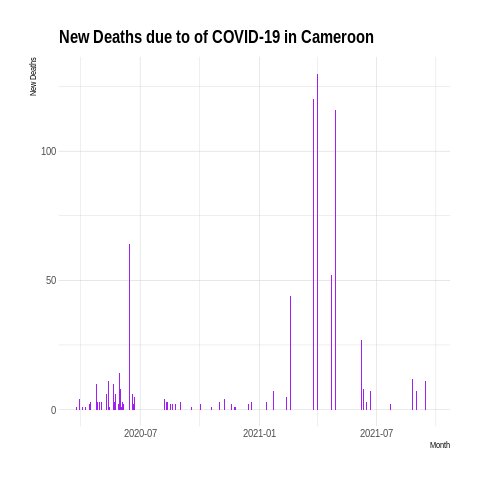 New Deaths due to of COVID-19 in Cameroon
New Deaths
100
50
0
2020-07
2021-01
2021-07
Month